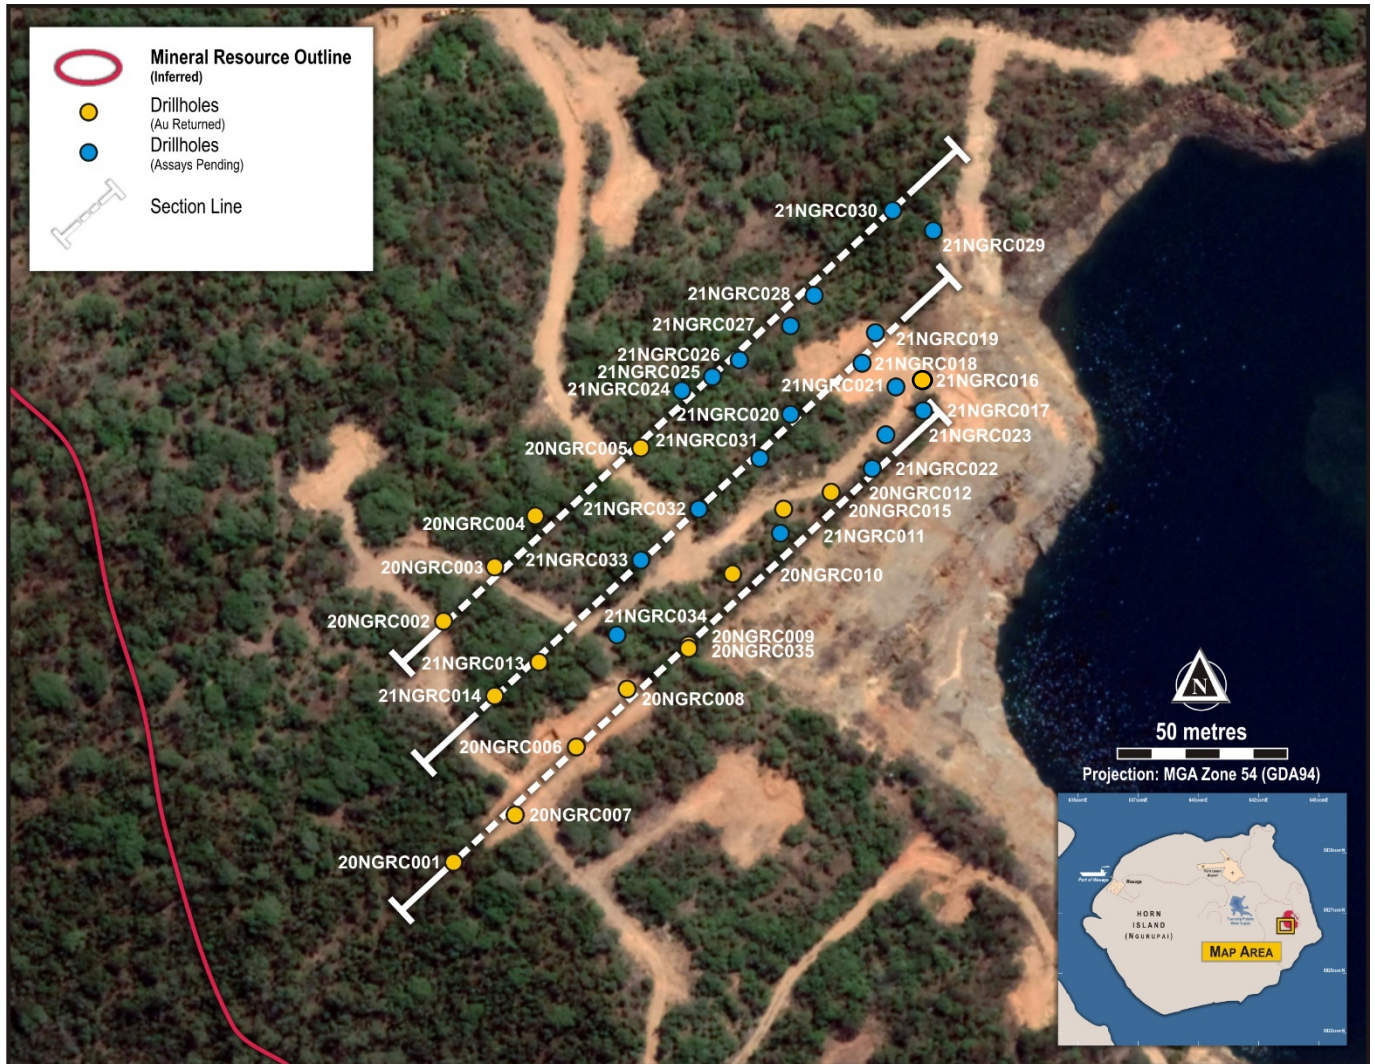 Mineral Resource Outline
(Inferred)
Drillholes
(Au Returned)
Drillholes
(Assays Pending)
Section Line
21NGRC030
21NGRC029
21NGRC028
21NGRC027
21NGRC019
21NGRC026
21NGRC018
21NGRC025
21NGRC021
21NGRC016
21NGRC024
21NGRC020
21NGRC017
21NGRC023
20NGRC005
21NGRC031
21NGRC022
20NGRC012
21NGRC032
20NGRC015
20NGRC004
21NGRC011
20NGRC003
21NGRC033
20NGRC010
20NGRC002
21NGRC034
20NGRC009
20NGRC035
21NGRC013
21NGRC014
20NGRC008
20NGRC006
20NGRC007
20NGRC001
N
50 metres
Projection: MGA Zone 54 (GDA94)
HORN
ISLAND
(NGURUPAI)
MAP AREA